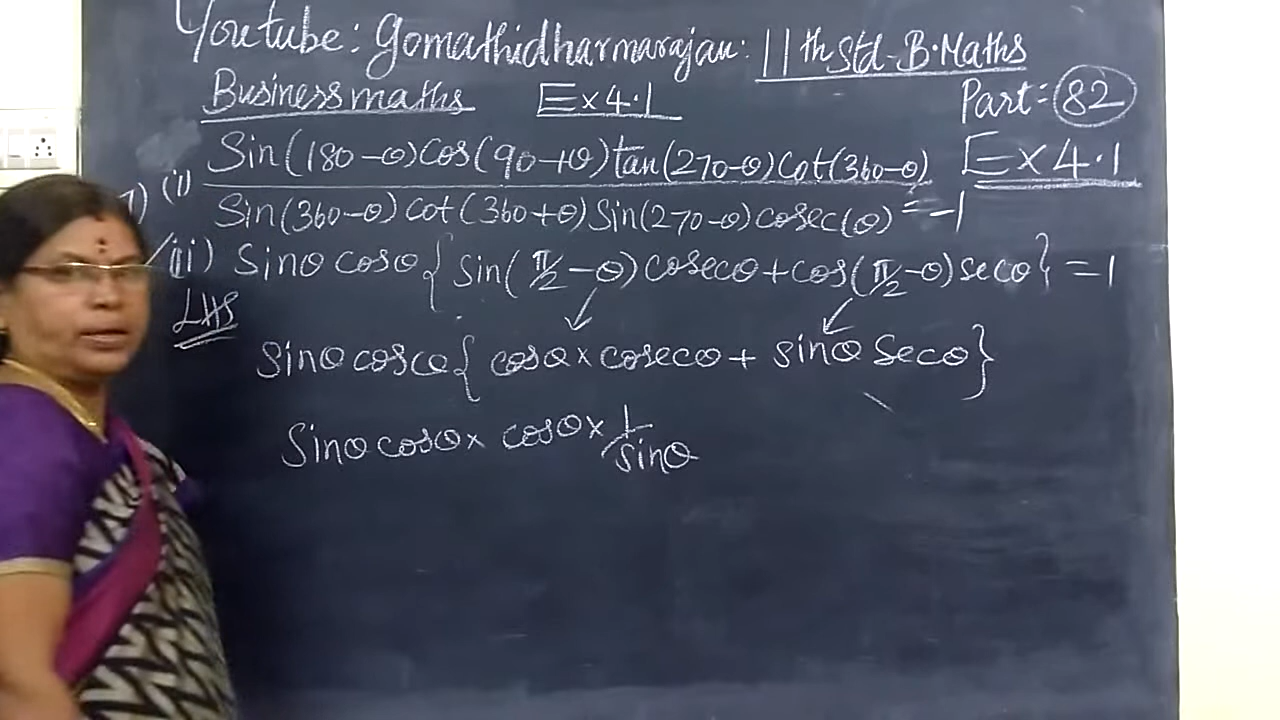 Youtube: Gomathidharmarajan: 11th std-B.Maths
Business maths Ex 4.1 Part: 82
7) (i) Sin(180-θ)cos(90+θ)tan(270-θ)cot(360-θ) Ex 4.1
Sin(360-θ)cot(360+θ)Sin(270-θ)cosec(θ) = -1
(ii) Sinθ cosθ { sin(π/2-θ)cosecθ+cos(π/2-θ)secθ} =1
LHS
Sinθ cosθ{ cosθ×cosecθ + sinθ Secθ}
Sinθ cosθ× cosθ× 1/sinθ